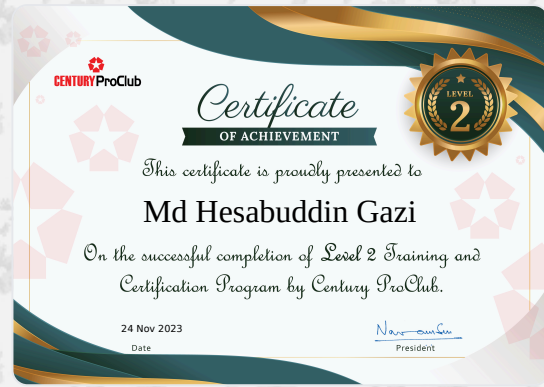 CENTURY ProClub
LEVEL
2
Certificate
OF ACHIEVEMENT
This certificate is proudly presented to
Md Hesabuddin Gazi
On the successful completion of Level 2 Training and
Certification Program by Century ProClub.
24 Nov 2023
Date
President